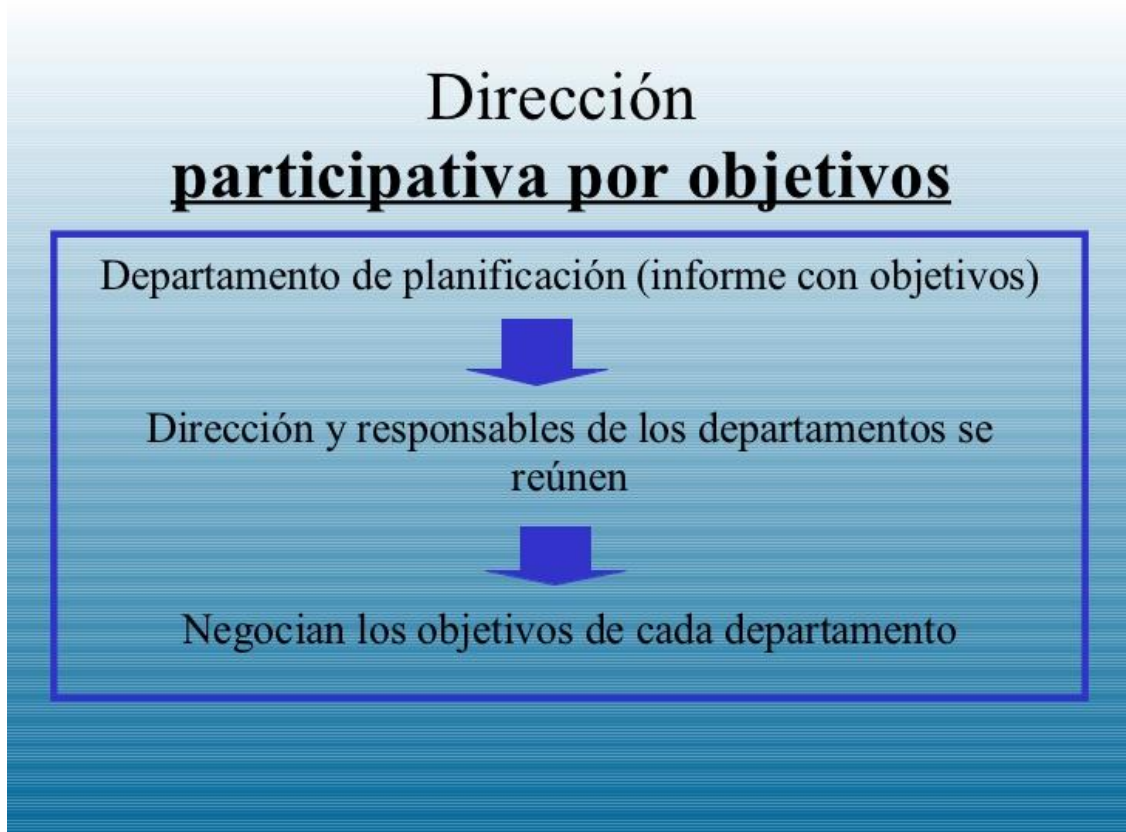 Dirección
participativa por objetivos
Departamento de planificación (informe con objetivos)
Dirección y responsables de los departamentos se
reúnen
Negocian los objetivos de cada departamento